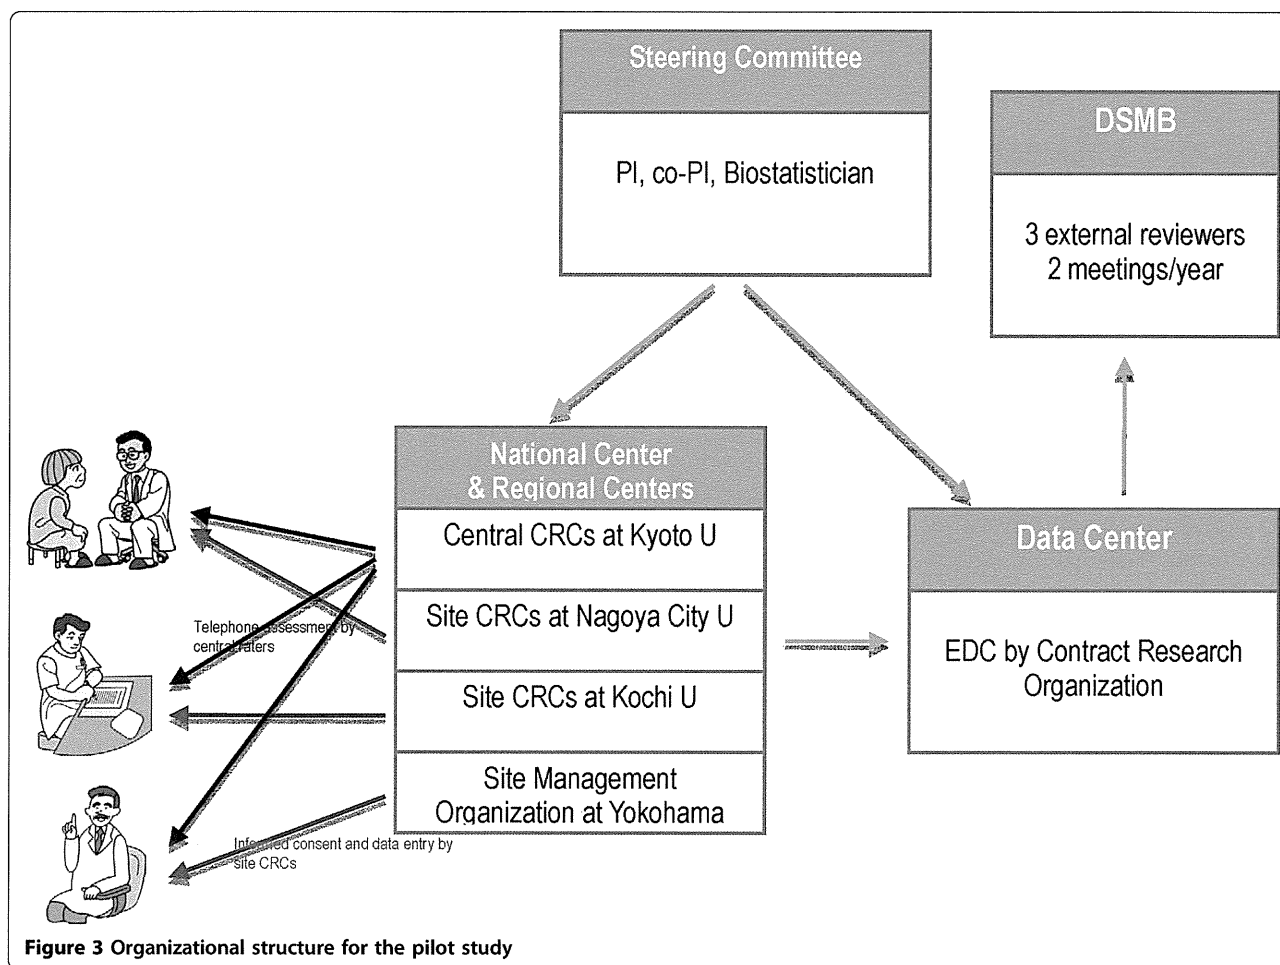 Steering Committee
PI, co-PI, Biostatistician
DSMB
3 external reviewers
2 meetings/year
National Center
& Regional Centers
Central CRCs at Kyoto U
Site CRCs at Nagoya City U
Site CRCs at Kochi U
Site Management
Organization at Yokohama
Data Center
EDC by Contract Research
Organization
Telephone assessment by
central raters
Informed consent and data entry by
site CRCs
Figure 3 Organizational structure for the pilot study